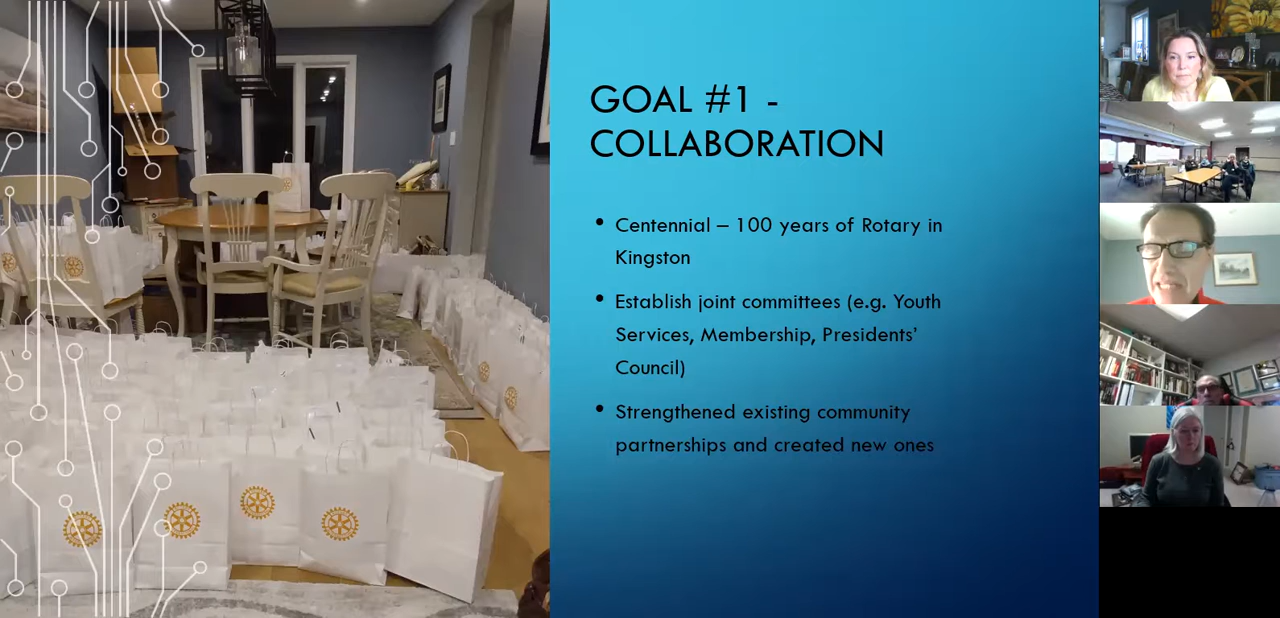 GOAL #1 -
COLLABORATION
• Centennial – 100 years of Rotary in
Kingston
• Establish joint committees (e.g. Youth
Services, Membership, Presidents'
Council)
• Strengthened existing community
partnerships and created new ones